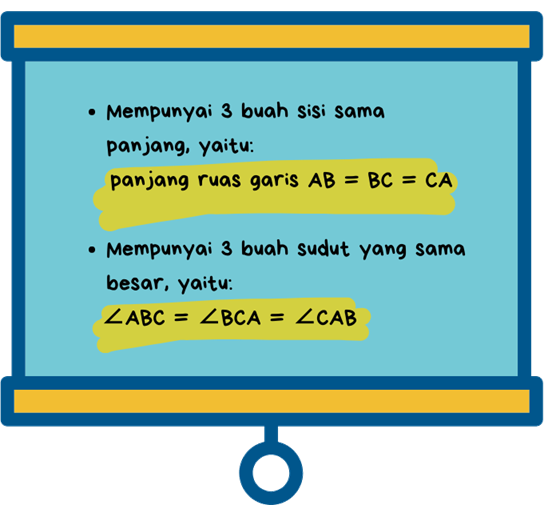 • Mempunyai 3 buah sisi sama
panjang, yaitu:
panjang ruas garis AB = BC = CA
• Mempunyai 3 buah sudut yang sama
besar, yaitu:
∠ABC = ∠BCA = ∠CAB